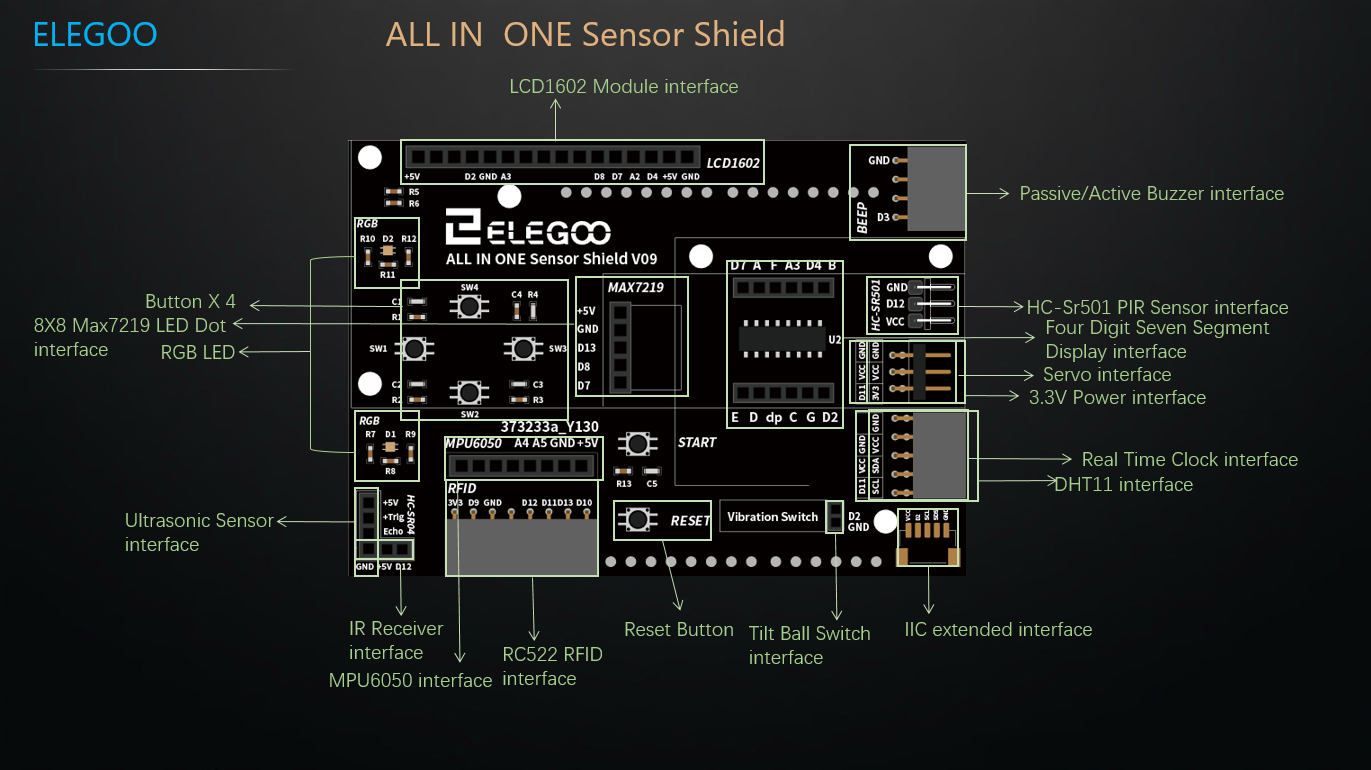 ELEGOO
ALL IN ONE Sensor Shield
LCD1602 Module interface
LCD1602
+5V D2 GND A3 D8 D7 A2 D4 +5V GND
R5
R6
GND
D3
BEEP
Passive/Active Buzzer interface
RGB
R10 D2 R12
R11
ELEGOO
ALL IN ONE Sensor Shield V09
D7 A F A3 D4 B
U2
E D dp C G D2
MAX7219
+5V
GND
D13
D8
D7
HC-SR501
GND
D12
VCC
HC-Sr501 PIR Sensor interface
Four Digit Seven Segment
Display interface
Servo interface
3.3V Power interface
Button X 4
8X8 Max7219 LED Dot
interface
RGB LED
SW4
C1
R1
C4 R4
SW1
SW3
C2
R2
C3
R3
SW2
D11 VCC GND
3V3 VCC GND
373233a_Y130
RGB
R7 D1 R9
R8
MPU6050 A4 A5 GND +5V
START
R13 C5
D11 VCC GND
SCL SDA VCC GND
Real Time Clock interface
DHT11 interface
RFID
3V3 D9 GND D12 D11 D13 D10
HC-SR04
+5V
+Trig
Echo
GND +5V D12
Ultrasonic Sensor
interface
RESET
Vibration Switch
D2
GND
VCC D2 SCL SDS GND
IR Receiver
interface
MPU6050 interface
RC522 RFID
interface
Reset Button
Tilt Ball Switch
interface
IIC extended interface